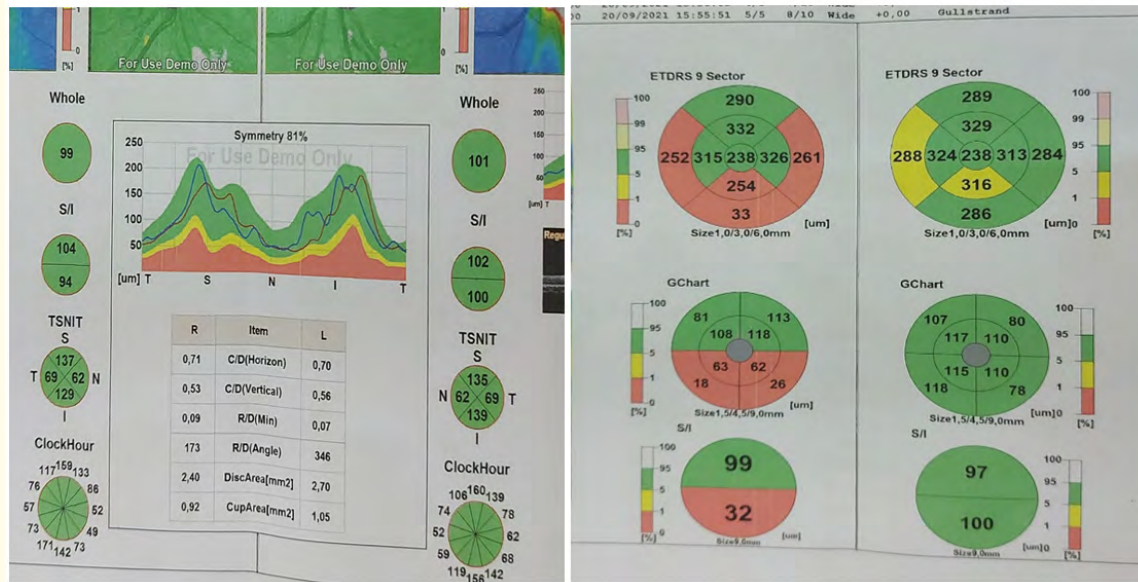 1
0
[%]
For Use Demo Only
For Use Demo Only
1
0
[%]
Whole
99
S/I
104
94
TSNIT
S
137
T 69 62 N
129
I
ClockHour
117 159 133
76 86
57 52
73 49
171 142 73
Symmetry 81%
For Use Demo Only
250
200
150
100
50
[um] T S N I T
R Item L
0,71 C/D(Horizon) 0,70
0,53 C/D(Vertical) 0,56
0,09 R/D(Min) 0,07
173 R/D(Angle) 346
2,40 DiscArea[mm2] 2,70
0,92 CupArea[mm2] 1,05
Whole
101
S/I
102
100
TSNIT
S
135
N 62 69 T
139
I
ClockHour
106 160 139
74 78
52 62
59 68
119 156 142
250
200
150
100
50
T
Regu
20/09/2021 15:55:51 5/5 8/10 Wide +0,00 Gullstrand
ETDRS 9 Sector
100
99
95
5
1
0
[%]
290
332
252 315 238 326 261
254
33
[um]
Size1,0/3,0/6,0mm
ETDRS 9 Sector
289
329
288 324 238 313 284
316
286
[um]
Size1,0/3,0/6,0mm
100
99
95
5
1
0
[%]
GChart
100
95
5
1
0
[%]
81 113
108 118
63 62
18 26
[um]
Size1,5/4,5/9,0mm
GChart
107 80
117 110
115 110
118 78
[um]
Size1,5/4,5/9,0mm
100
95
5
1
0
[%]
S/I
100
95
5
1
0
[%]
99
32
[um]
Size9,0mm
S/I
97
100
[um]
Size9,0mm
100
95
5
1
0
[%]